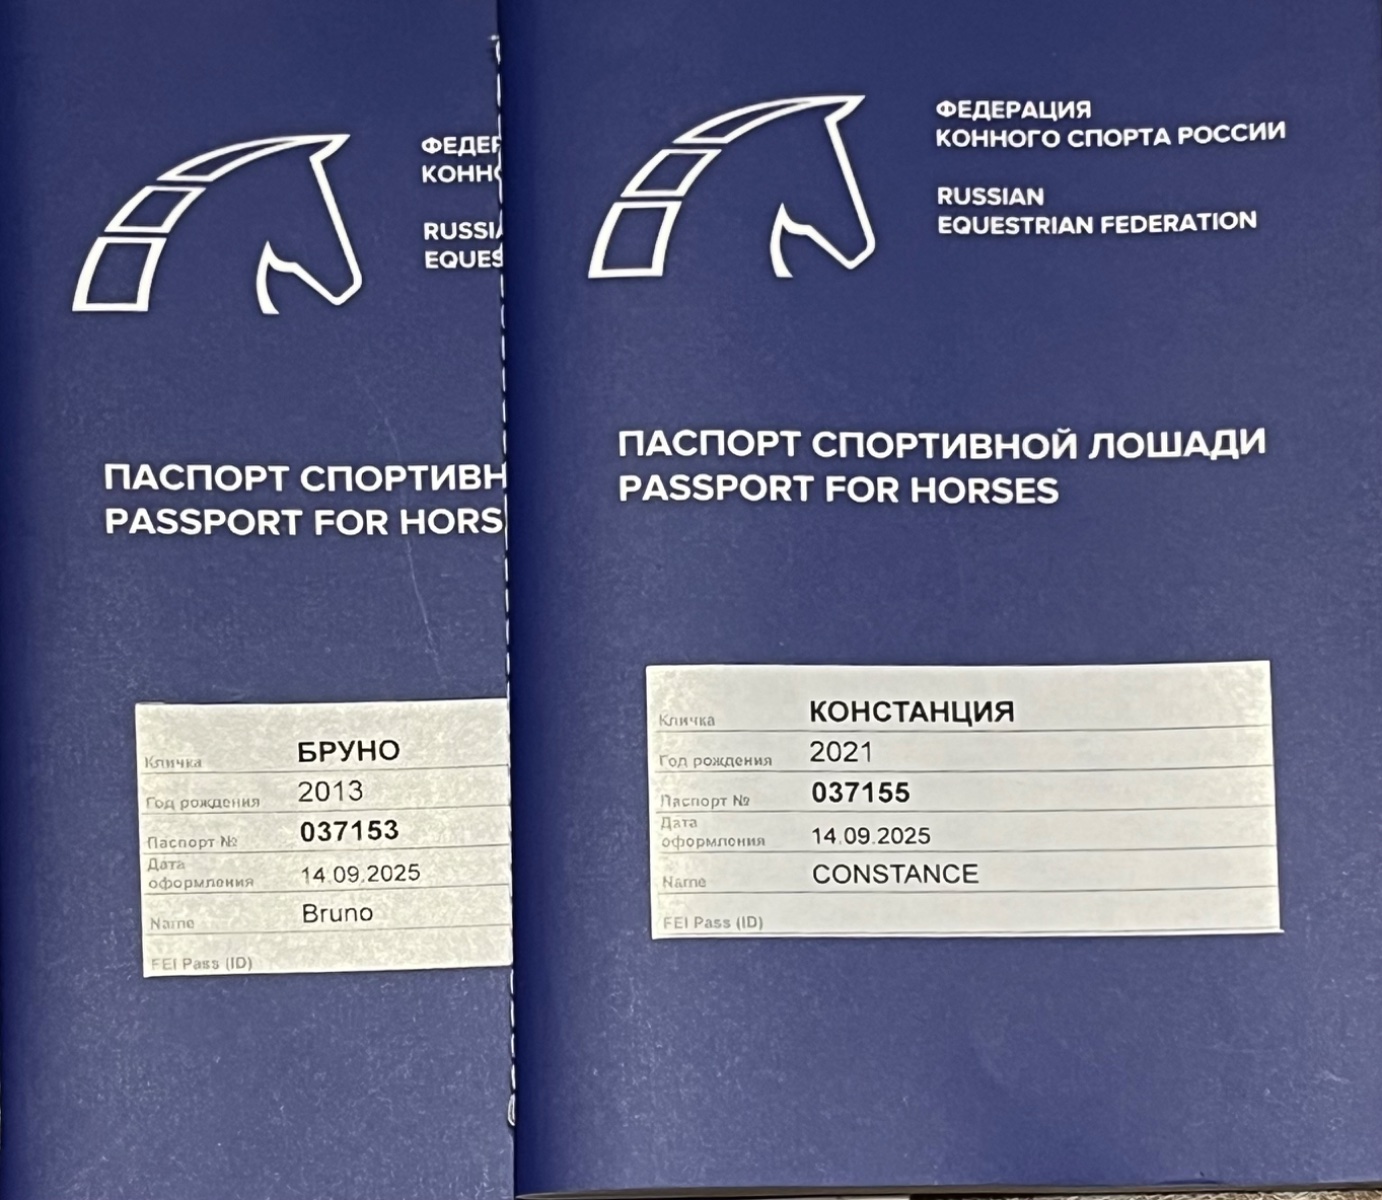 ФЕДЕР
КОНН
RUSSI
EQUES
ПАСПОРТ СПОРТИВН
PASSPORT FOR HORS
Кличка БРУНО
Год рождения 2013
Паспорт № 037153
Дата
оформления 14.09.2025
Name Bruno
FEI Pass (ID)
ФЕДЕРАЦИЯ
КОННОГО СПОРТА РОССИИ
RUSSIAN
EQUESTRIAN FEDERATION
ПАСПОРТ СПОРТИВНОЙ ЛОШАДИ
PASSPORT FOR HORSES
Кличка КОНСТАНЦИЯ
Год рождения 2021
Паспорт № 037155
Дата
оформления 14.09.2025
Name CONSTANCE
FEI Pass (ID)